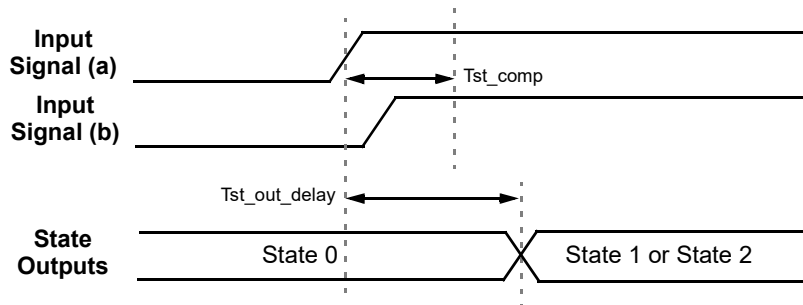 Input
Signal (a)
Tst_comp
Input
Signal (b)
Tst_out_delay
State
Outputs
State 0
State 1 or State 2